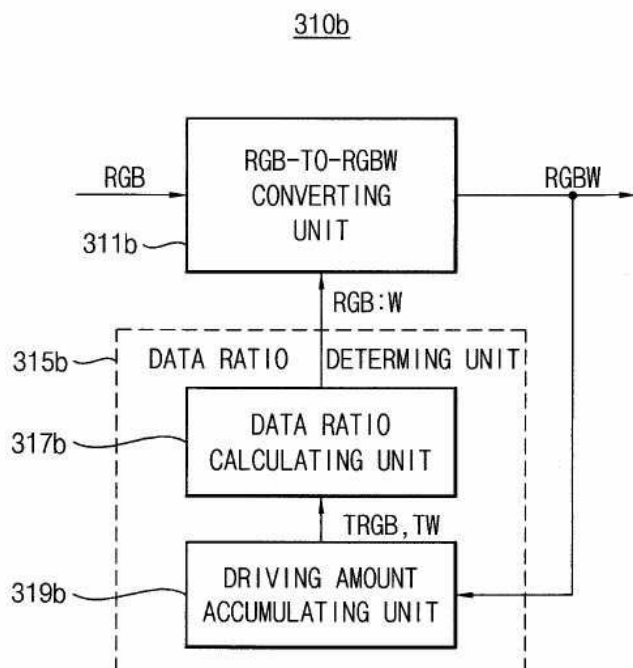 310b
RGB
RGB-TO-RGBW
CONVERTING
UNIT
RGBW
311b
RGB:W
315b
DATA RATIO DETERMING UNIT
317b
DATA RATIO
CALCULATING UNIT
TRGB,TW
319b
DRIVING AMOUNT
ACCUMULATING UNIT